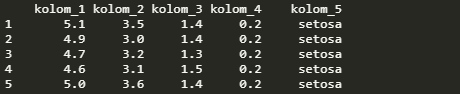 kolom_1 kolom_2 kolom_3 kolom_4 kolom_5
1 5.1 3.5 1.4 0.2 setosa
2 4.9 3.0 1.4 0.2 setosa
3 4.7 3.2 1.3 0.2 setosa
4 4.6 3.1 1.5 0.2 setosa
5 5.0 3.6 1.4 0.2 setosa